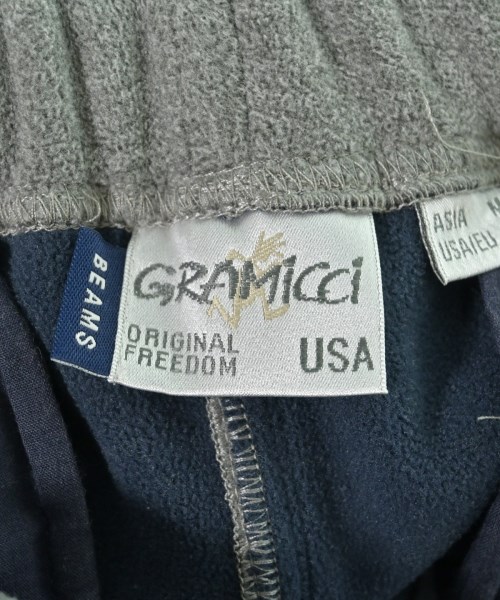 BEAMS
GRAMICCI
ORIGINAL
FREEDOM
USA
ASIA
USA/EU